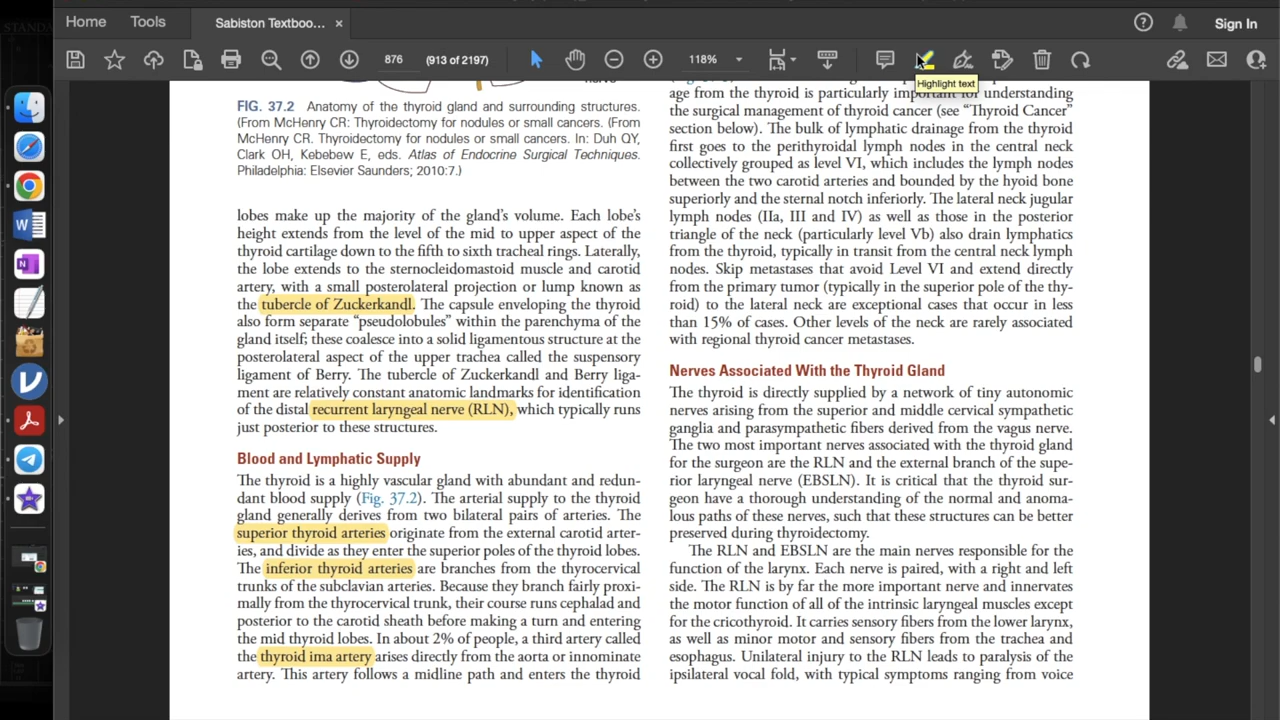 Home
Tools
Sabiston Textboo... ×
Sign In
876
(913 of 2197)
118%
Highlight text
FIG. 37.2 Anatomy of the thyroid gland and surrounding structures.
(From McHenry CR: Thyroidectomy for nodules or small cancers. (From
McHenry CR. Thyroidectomy for nodules or small cancers. In: Duh QY,
Clark OH, Kebebew E, eds. Atlas of Endocrine Surgical Techniques.
Philadelphia: Elsevier Saunders; 2010:7.)
lobes make up the majority of the gland's volume. Each lobe's
height extends from the level of the mid to upper aspect of the
thyroid cartilage down to the fifth to sixth tracheal rings. Laterally,
the lobe extends to the sternocleidomastoid muscle and carotid
artery, with a small posterolateral projection or lump known as
the tubercle of Zuckerkandl. The capsule enveloping the thyroid
also form separate “pseudolobules” within the parenchyma of the
gland itself; these coalesce into a solid ligamentous structure at the
posterolateral aspect of the upper trachea called the suspensory
ligament of Berry. The tubercle of Zuckerkandl and Berry liga-
ment are relatively constant anatomic landmarks for identification
of the distal recurrent laryngeal nerve (RLN), which typically runs
just posterior to these structures.
Blood and Lymphatic Supply
The thyroid is a highly vascular gland with abundant and redun-
dant blood supply (Fig. 37.2). The arterial supply to the thyroid
gland generally derives from two bilateral pairs of arteries. The
superior thyroid arteries originate from the external carotid arter-
ies, and divide as they enter the superior poles of the thyroid lobes.
The inferior thyroid arteries are branches from the thyrocervical
trunks of the subclavian arteries. Because they branch fairly proxi-
mally from the thyrocervical trunk, their course runs cephalad and
posterior to the carotid sheath before making a turn and entering
the mid thyroid lobes. In about 2% of people, a third artery called
the thyroid ima artery arises directly from the aorta or innominate
artery. This artery follows a midline path and enters the thyroid
age from the thyroid is particularly important for understanding
the surgical management of thyroid cancer (see “Thyroid Cancer”
section below). The bulk of lymphatic drainage from the thyroid
first goes to the perithyroidal lymph nodes in the central neck
collectively grouped as level VI, which includes the lymph nodes
between the two carotid arteries and bounded by the hyoid bone
superiorly and the sternal notch inferiorly. The lateral neck jugular
lymph nodes (IIa, III and IV) as well as those in the posterior
triangle of the neck (particularly level Vb) also drain lymphatics
from the thyroid, typically in transit from the central neck lymph
nodes. Skip metastases that avoid Level VI and extend directly
from the primary tumor (typically in the superior pole of the thy-
roid) to the lateral neck are exceptional cases that occur in less
than 15% of cases. Other levels of the neck are rarely associated
with regional thyroid cancer metastases.
Nerves Associated With the Thyroid Gland
The thyroid is directly supplied by a network of tiny autonomic
nerves arising from the superior and middle cervical sympathetic
ganglia and parasympathetic fibers derived from the vagus nerve.
The two most important nerves associated with the thyroid gland
for the surgeon are the RLN and the external branch of the supe-
rior laryngeal nerve (EBSLN). It is critical that the thyroid sur-
geon have a thorough understanding of the normal and anoma-
lous paths of these nerves, such that these structures can be better
preserved during thyroidectomy.
The RLN and EBSLN are the main nerves responsible for the
function of the larynx. Each nerve is paired, with a right and left
side. The RLN is by far the more important nerve and innervates
the motor function of all of the intrinsic laryngeal muscles except
for the cricothyroid. It carries sensory fibers from the lower larynx,
as well as minor motor and sensory fibers from the trachea and
esophagus. Unilateral injury to the RLN leads to paralysis of the
ipsilateral vocal fold, with typical symptoms ranging from voice